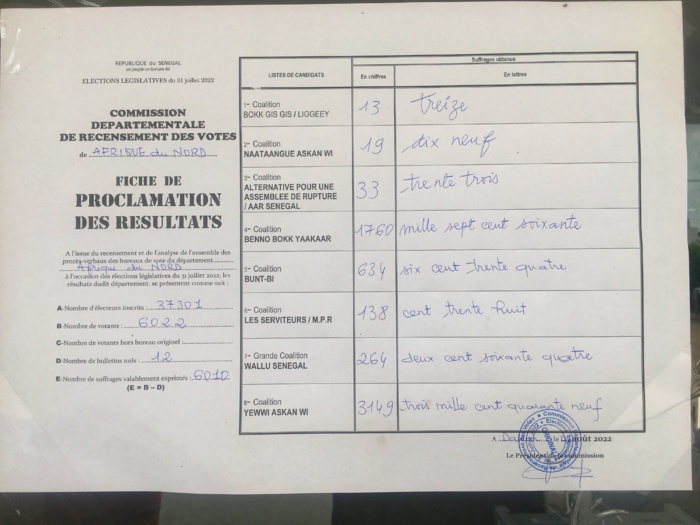 REPUBLIQUE du SENEGAL
un peuple-un but-une foi
ELECTIONS LEGISLATIVES du 31 juillet 2022
COMMISSION
DEPARTEMENTALE
DE RECENSEMENT DES VOTES
de AFRIQUE du NORD
FICHE DE
PROCLAMATION
DES RESULTATS
A l'issue du recensement et de l'analyse de l'ensemble des
procès-verbaux des bureaux de vote du département
Afrique du NORD
à l'occasion des élections législatives du 31 juillet 2022, les
résultats dudit département, se présentent comme suit :
A-Nombre d'électeurs inscrits : 37301
B-Nombre de votants : 6022
C-Nombre de votants hors bureau originel :
D-Nombre de bulletins nuls : 12
E-Nombre de suffrages valablement exprimés : 6010
(E = B – D)
LISTES DE CANDIDATS
Suffrages obtenus
En chiffres
En lettres
1- Coalition
BOKK GIS GIS / LIGGEEY
13 treize
2- Coalition
NAATAANGUE ASKAN WI
19 dix neuf
3- Coalition
ALTERNATIVE POUR UNE
ASSEMBLEE DE RUPTURE
/ AAR SENEGAL
33 trente trois
4- Coalition
BENNO BOKK YAAKAAR
1760 mille sept cent soixante
5- Coalition
BUNT-BI
634 six cent trente quatre
6- Coalition
LES SERVITEURS / M.P.R
138 cent trente huit
7- Grande Coalition
WALLU SENEGAL
264 deux cent soixante quatre
8- Coalition
YEWWI ASKAN WI
3149 trois mille cent quarante neuf
A Dakar le août 2022
Le Président de la commission